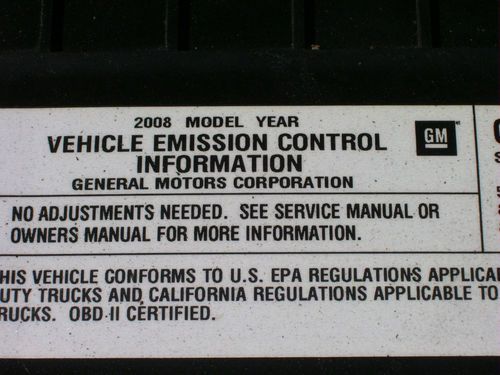 2008 MODEL YEAR
VEHICLE EMISSION CONTROL
INFORMATION
GENERAL MOTORS CORPORATION
GM
NO ADJUSTMENTS NEEDED. SEE SERVICE MANUAL OR
OWNERS MANUAL FOR MORE INFORMATION.
HIS VEHICLE CONFORMS TO U.S. EPA REGULATIONS APPLICA
UTY TRUCKS AND CALIFORNIA REGULATIONS APPLICABLE TO
RUCKS. OBD II CERTIFIED.